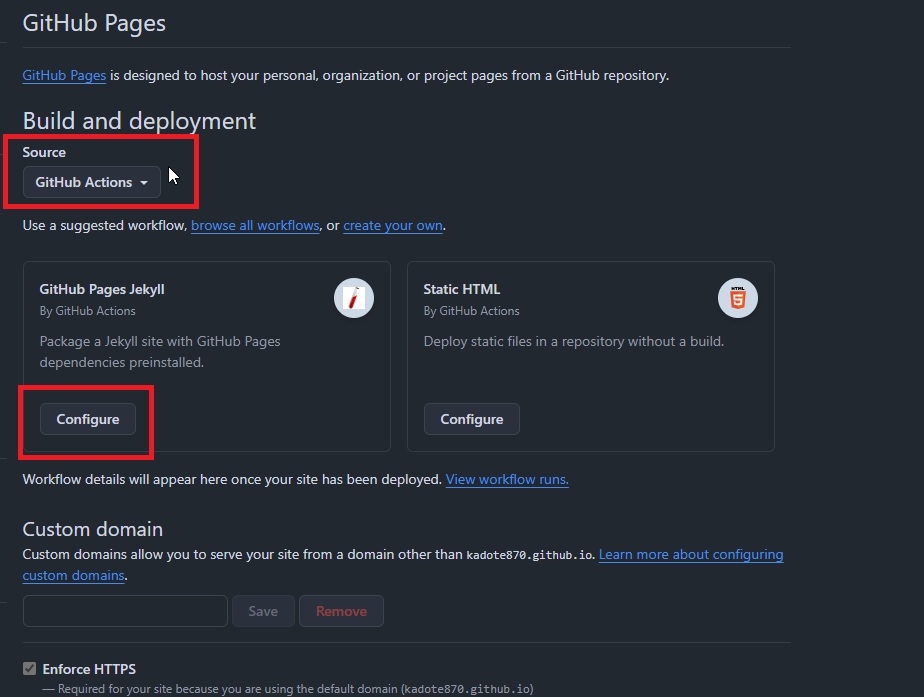 GitHub Pages
GitHub Pages is designed to host your personal, organization, or project pages from a GitHub repository.
Build and deployment
Source
GitHub Actions
Use a suggested workflow, browse all workflows, or create your own.
GitHub Pages Jekyll
By GitHub Actions
Package a Jekyll site with GitHub Pages
dependencies preinstalled.
Configure
Static HTML
By GitHub Actions
Deploy static files in a repository without a build.
HTML
5
Configure
Workflow details will appear here once your site has been deployed. View workflow runs.
Custom domain
Custom domains allow you to serve your site from a domain other than kadote870.github.io. Learn more about configuring
custom domains.
Save
Remove
Enforce HTTPS
— Required for your site because you are using the default domain (kadote870.github.io)